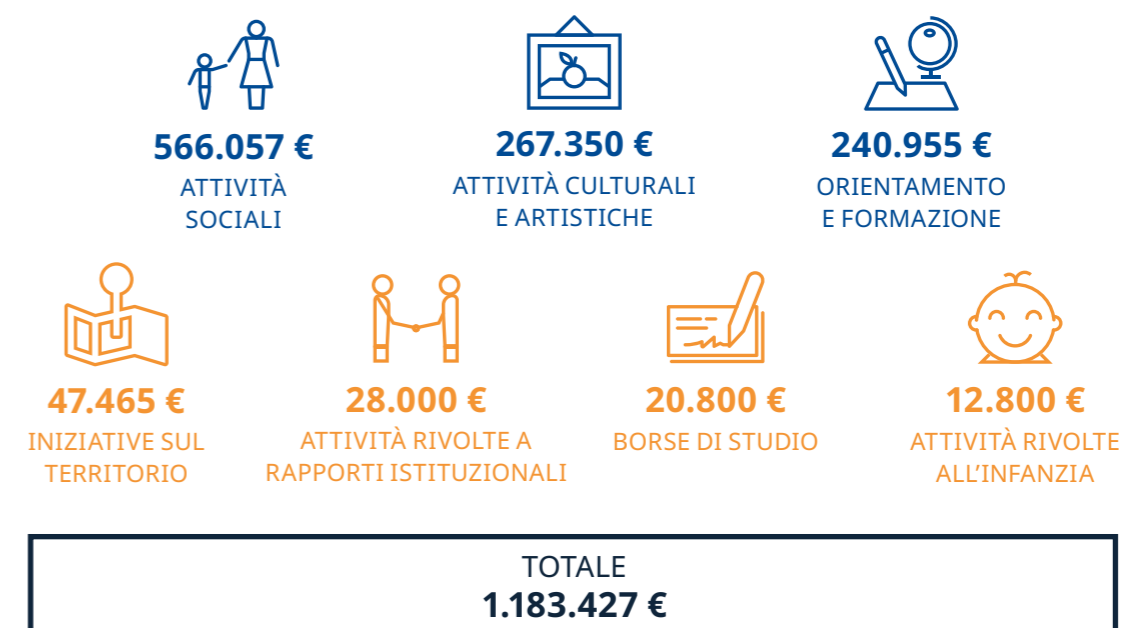 566.057 €
ATTIVITÀ
SOCIALI
267.350 €
ATTIVITÀ CULTURALI
E ARTISTICHE
240.955 €
ORIENTAMENTO
E FORMAZIONE
47.465 €
INIZIATIVE SUL
TERRITORIO
28.000 €
ATTIVITÀ RIVOLTE A
RAPPORTI ISTITUZIONALI
20.800 €
BORSE DI STUDIO
12.800 €
ATTIVITÀ RIVOLTE
ALL’INFANZIA
TOTALE
1.183.427 €